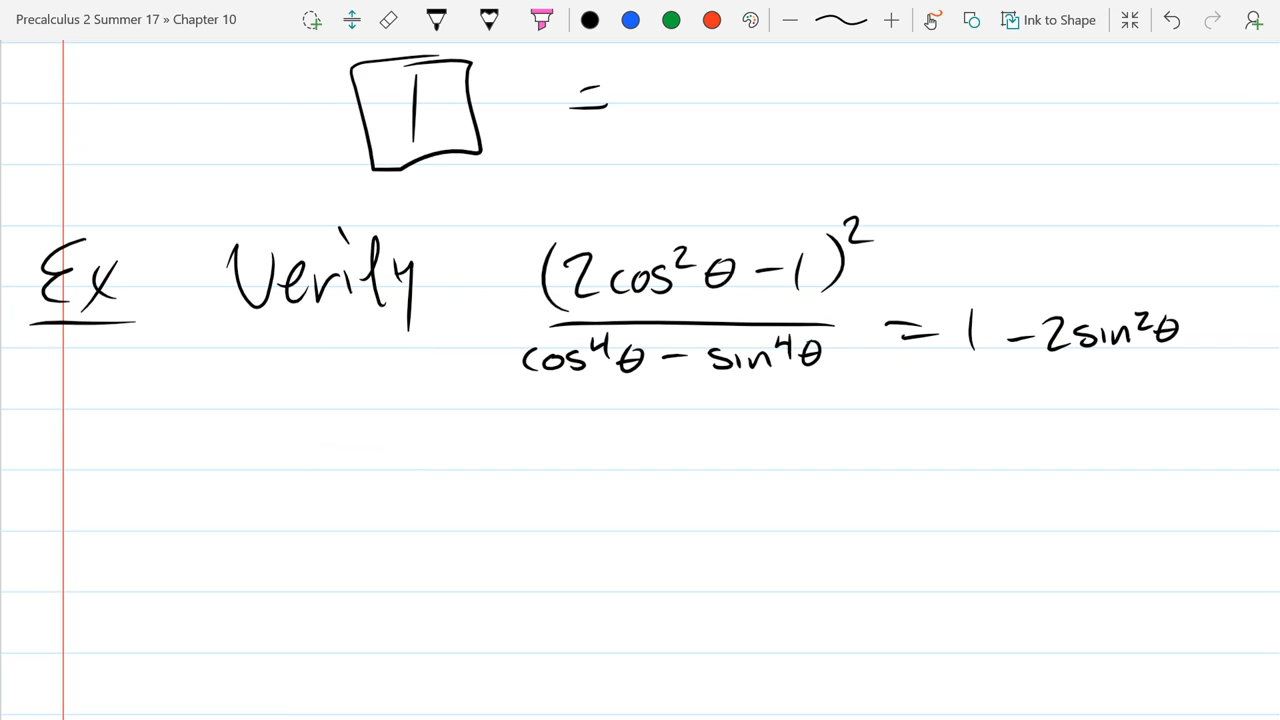 Precalculus 2 Summer 17 » Chapter 10
Ink to Shape
1 =
Ex Verify (2cos²θ - 1)² / (cos⁴θ - sin⁴θ) = 1 - 2sin²θ